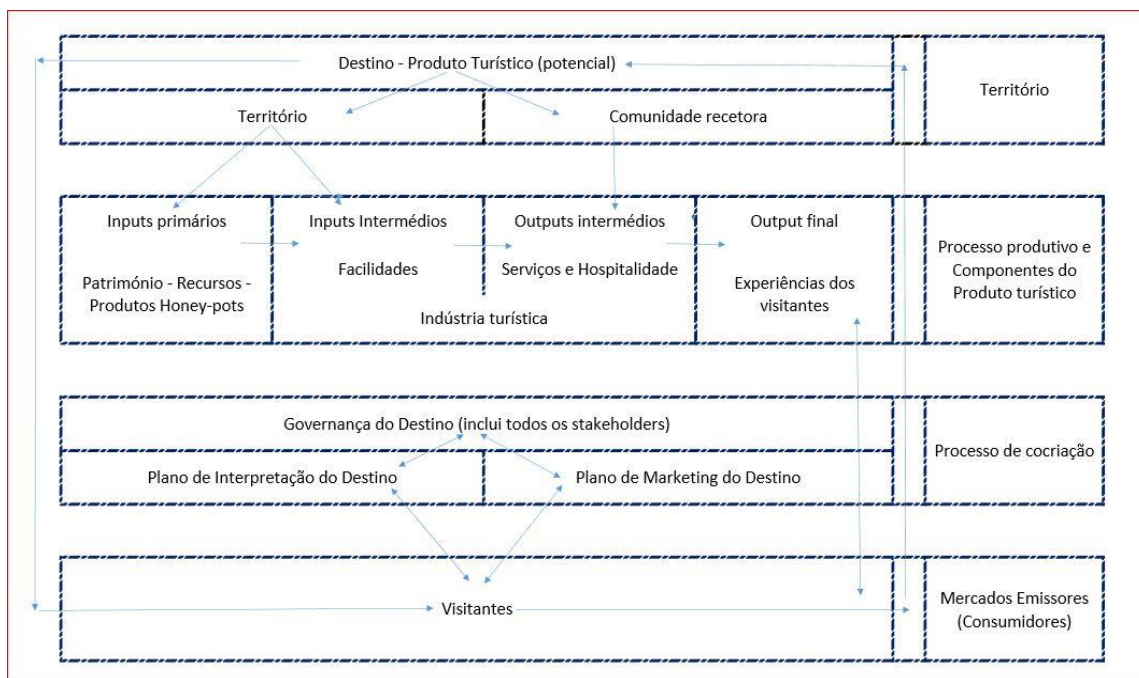 Destino - Produto Turístico (potencial)
Território
Comunidade recetora
Território
Inputs primários
Património - Recursos -
Produtos Honey-pots
Inputs Intermédios
Facilidades
Outputs intermédios
Serviços e Hospitalidade
Indústria turística
Output final
Experiências dos
visitantes
Processo produtivo e
Componentes do
Produto turístico
Governança do Destino (inclui todos os stakeholders)
Plano de Interpretação do Destino
Plano de Marketing do Destino
Processo de cocriação
Visitantes
Mercados Emissores
(Consumidores)